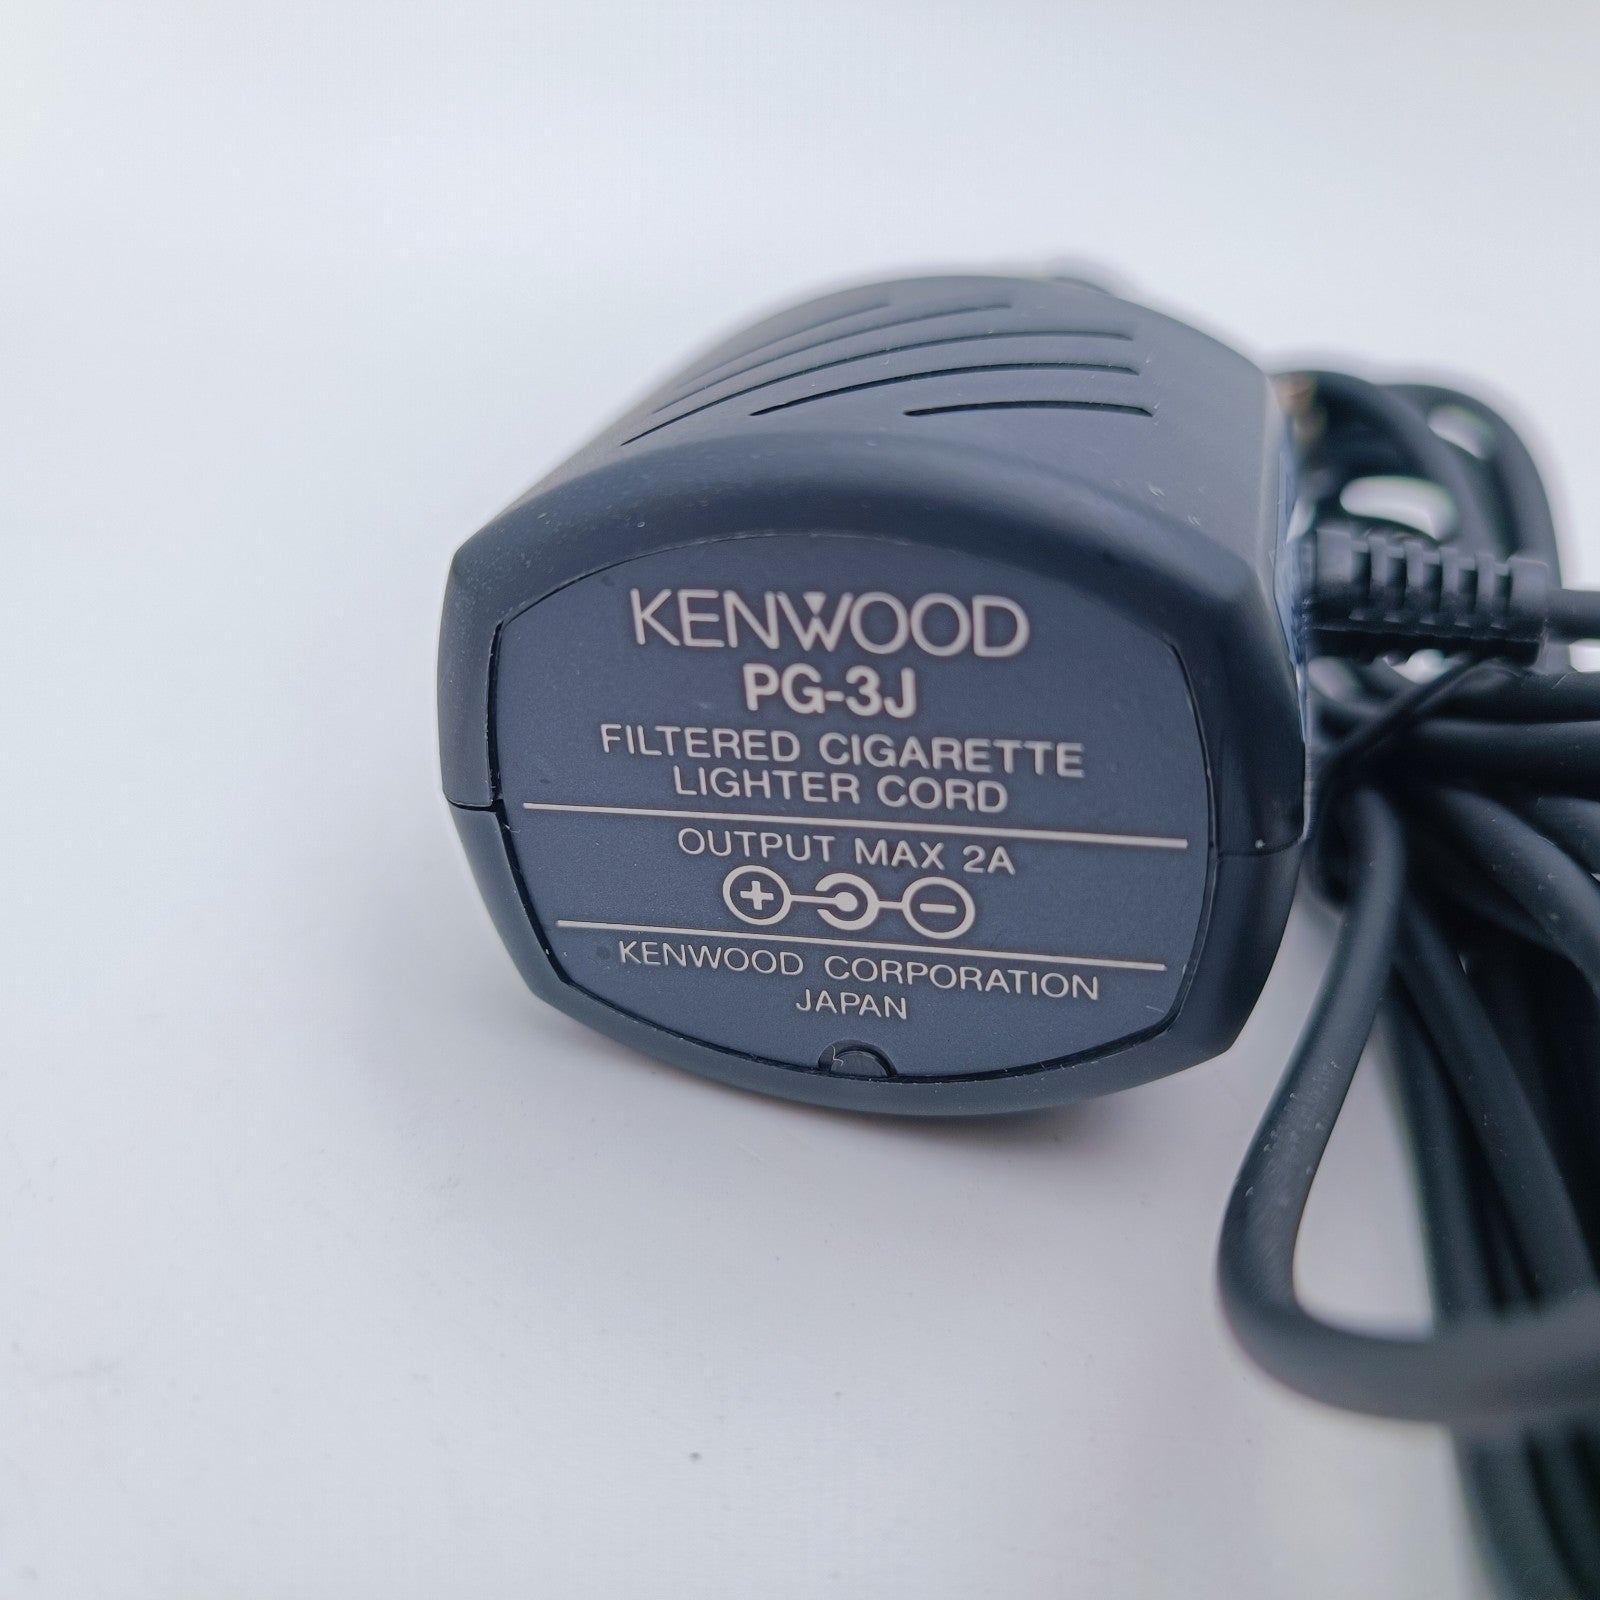 KENWOOD
PG-3J
FILTERED CIGARETTE
LIGHTER CORD
OUTPUT MAX 2A
+ -
KENWOOD CORPORATION
JAPAN